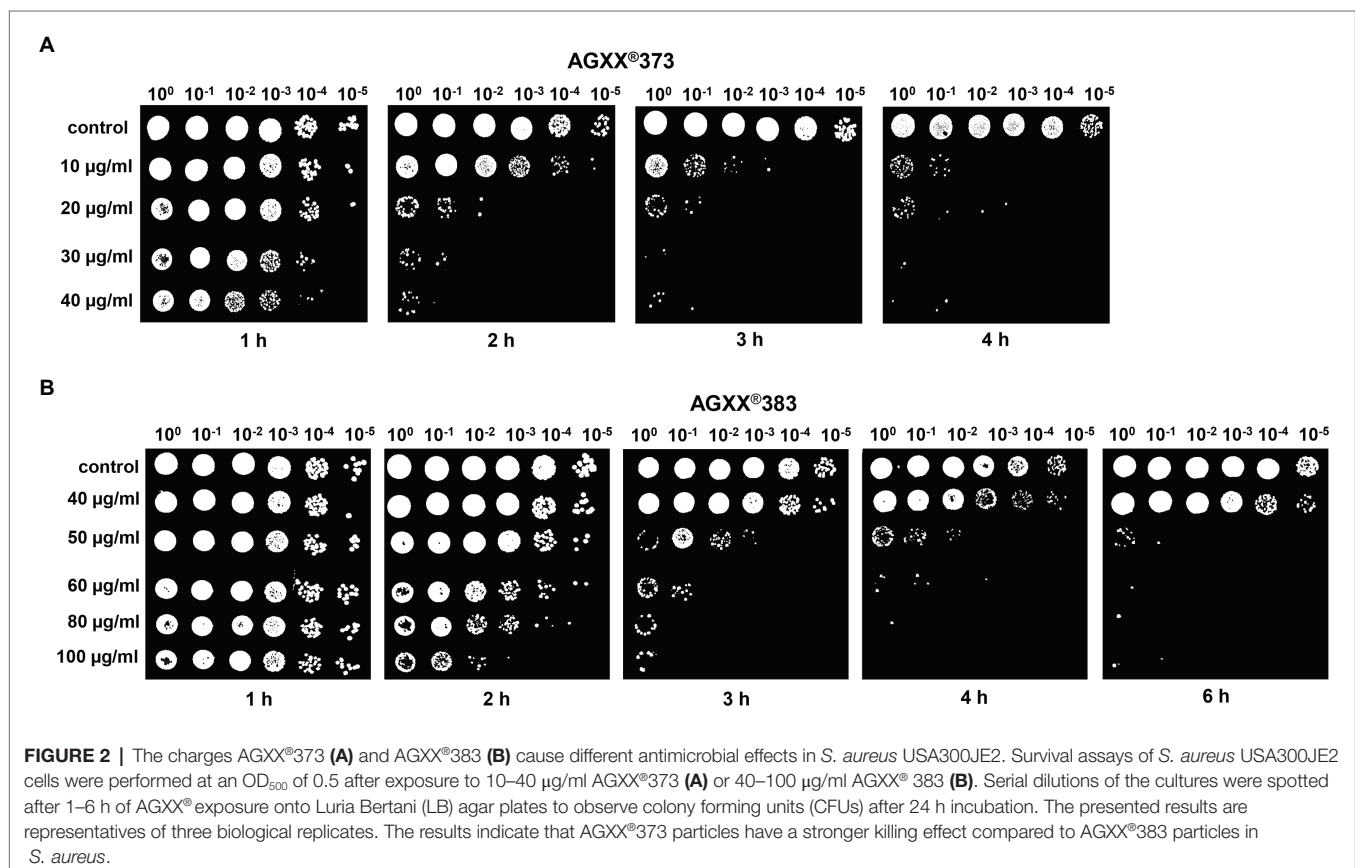 A
AGXX®373
10⁰ 10⁻¹ 10⁻² 10⁻³ 10⁻⁴ 10⁻⁵ 10⁰ 10⁻¹ 10⁻² 10⁻³ 10⁻⁴ 10⁻⁵ 10⁰ 10⁻¹ 10⁻² 10⁻³ 10⁻⁴ 10⁻⁵ 10⁰ 10⁻¹ 10⁻² 10⁻³ 10⁻⁴ 10⁻⁵
control
10 µg/ml
20 µg/ml
30 µg/ml
40 µg/ml
1 h 2 h 3 h 4 h
B
AGXX®383
10⁰ 10⁻¹ 10⁻² 10⁻³ 10⁻⁴ 10⁻⁵ 10⁰ 10⁻¹ 10⁻² 10⁻³ 10⁻⁴ 10⁻⁵ 10⁰ 10⁻¹ 10⁻² 10⁻³ 10⁻⁴ 10⁻⁵ 10⁰ 10⁻¹ 10⁻² 10⁻³ 10⁻⁴ 10⁻⁵ 10⁰ 10⁻¹ 10⁻² 10⁻³ 10⁻⁴ 10⁻⁵
control
40 µg/ml
50 µg/ml
60 µg/ml
80 µg/ml
100 µg/ml
1 h 2 h 3 h 4 h 6 h
FIGURE 2 | The charges AGXX®373 (A) and AGXX®383 (B) cause different antimicrobial effects in S. aureus USA300JE2. Survival assays of S. aureus USA300JE2
cells were performed at an OD₅₀₀ of 0.5 after exposure to 10–40 µg/ml AGXX®373 (A) or 40–100 µg/ml AGXX® 383 (B). Serial dilutions of the cultures were spotted
after 1–6 h of AGXX® exposure onto Luria Bertani (LB) agar plates to observe colony forming units (CFUs) after 24 h incubation. The presented results are
representatives of three biological replicates. The results indicate that AGXX®373 particles have a stronger killing effect compared to AGXX®383 particles in
S. aureus.